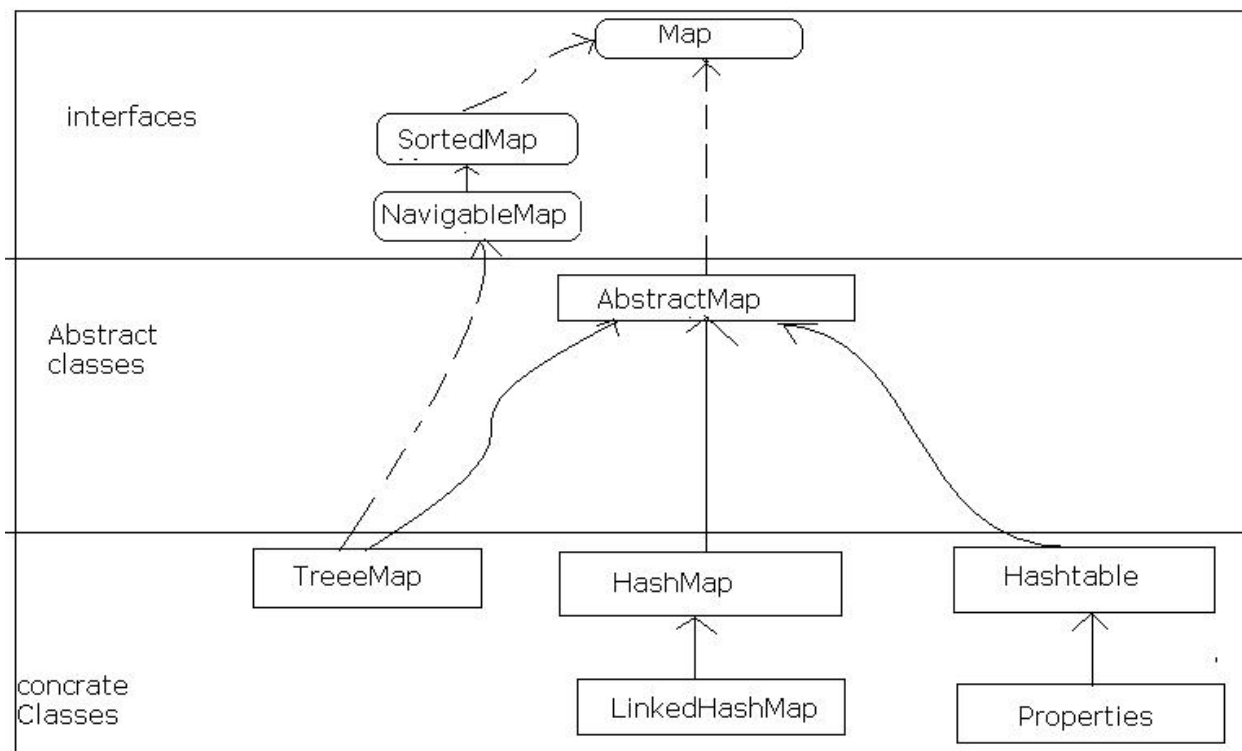 Map
interfaces
SortedMap
NavigableMap
AbstractMap
Abstract
classes
TreeeMap
HashMap
Hashtable
concrate
Classes
LinkedHashMap
Properties